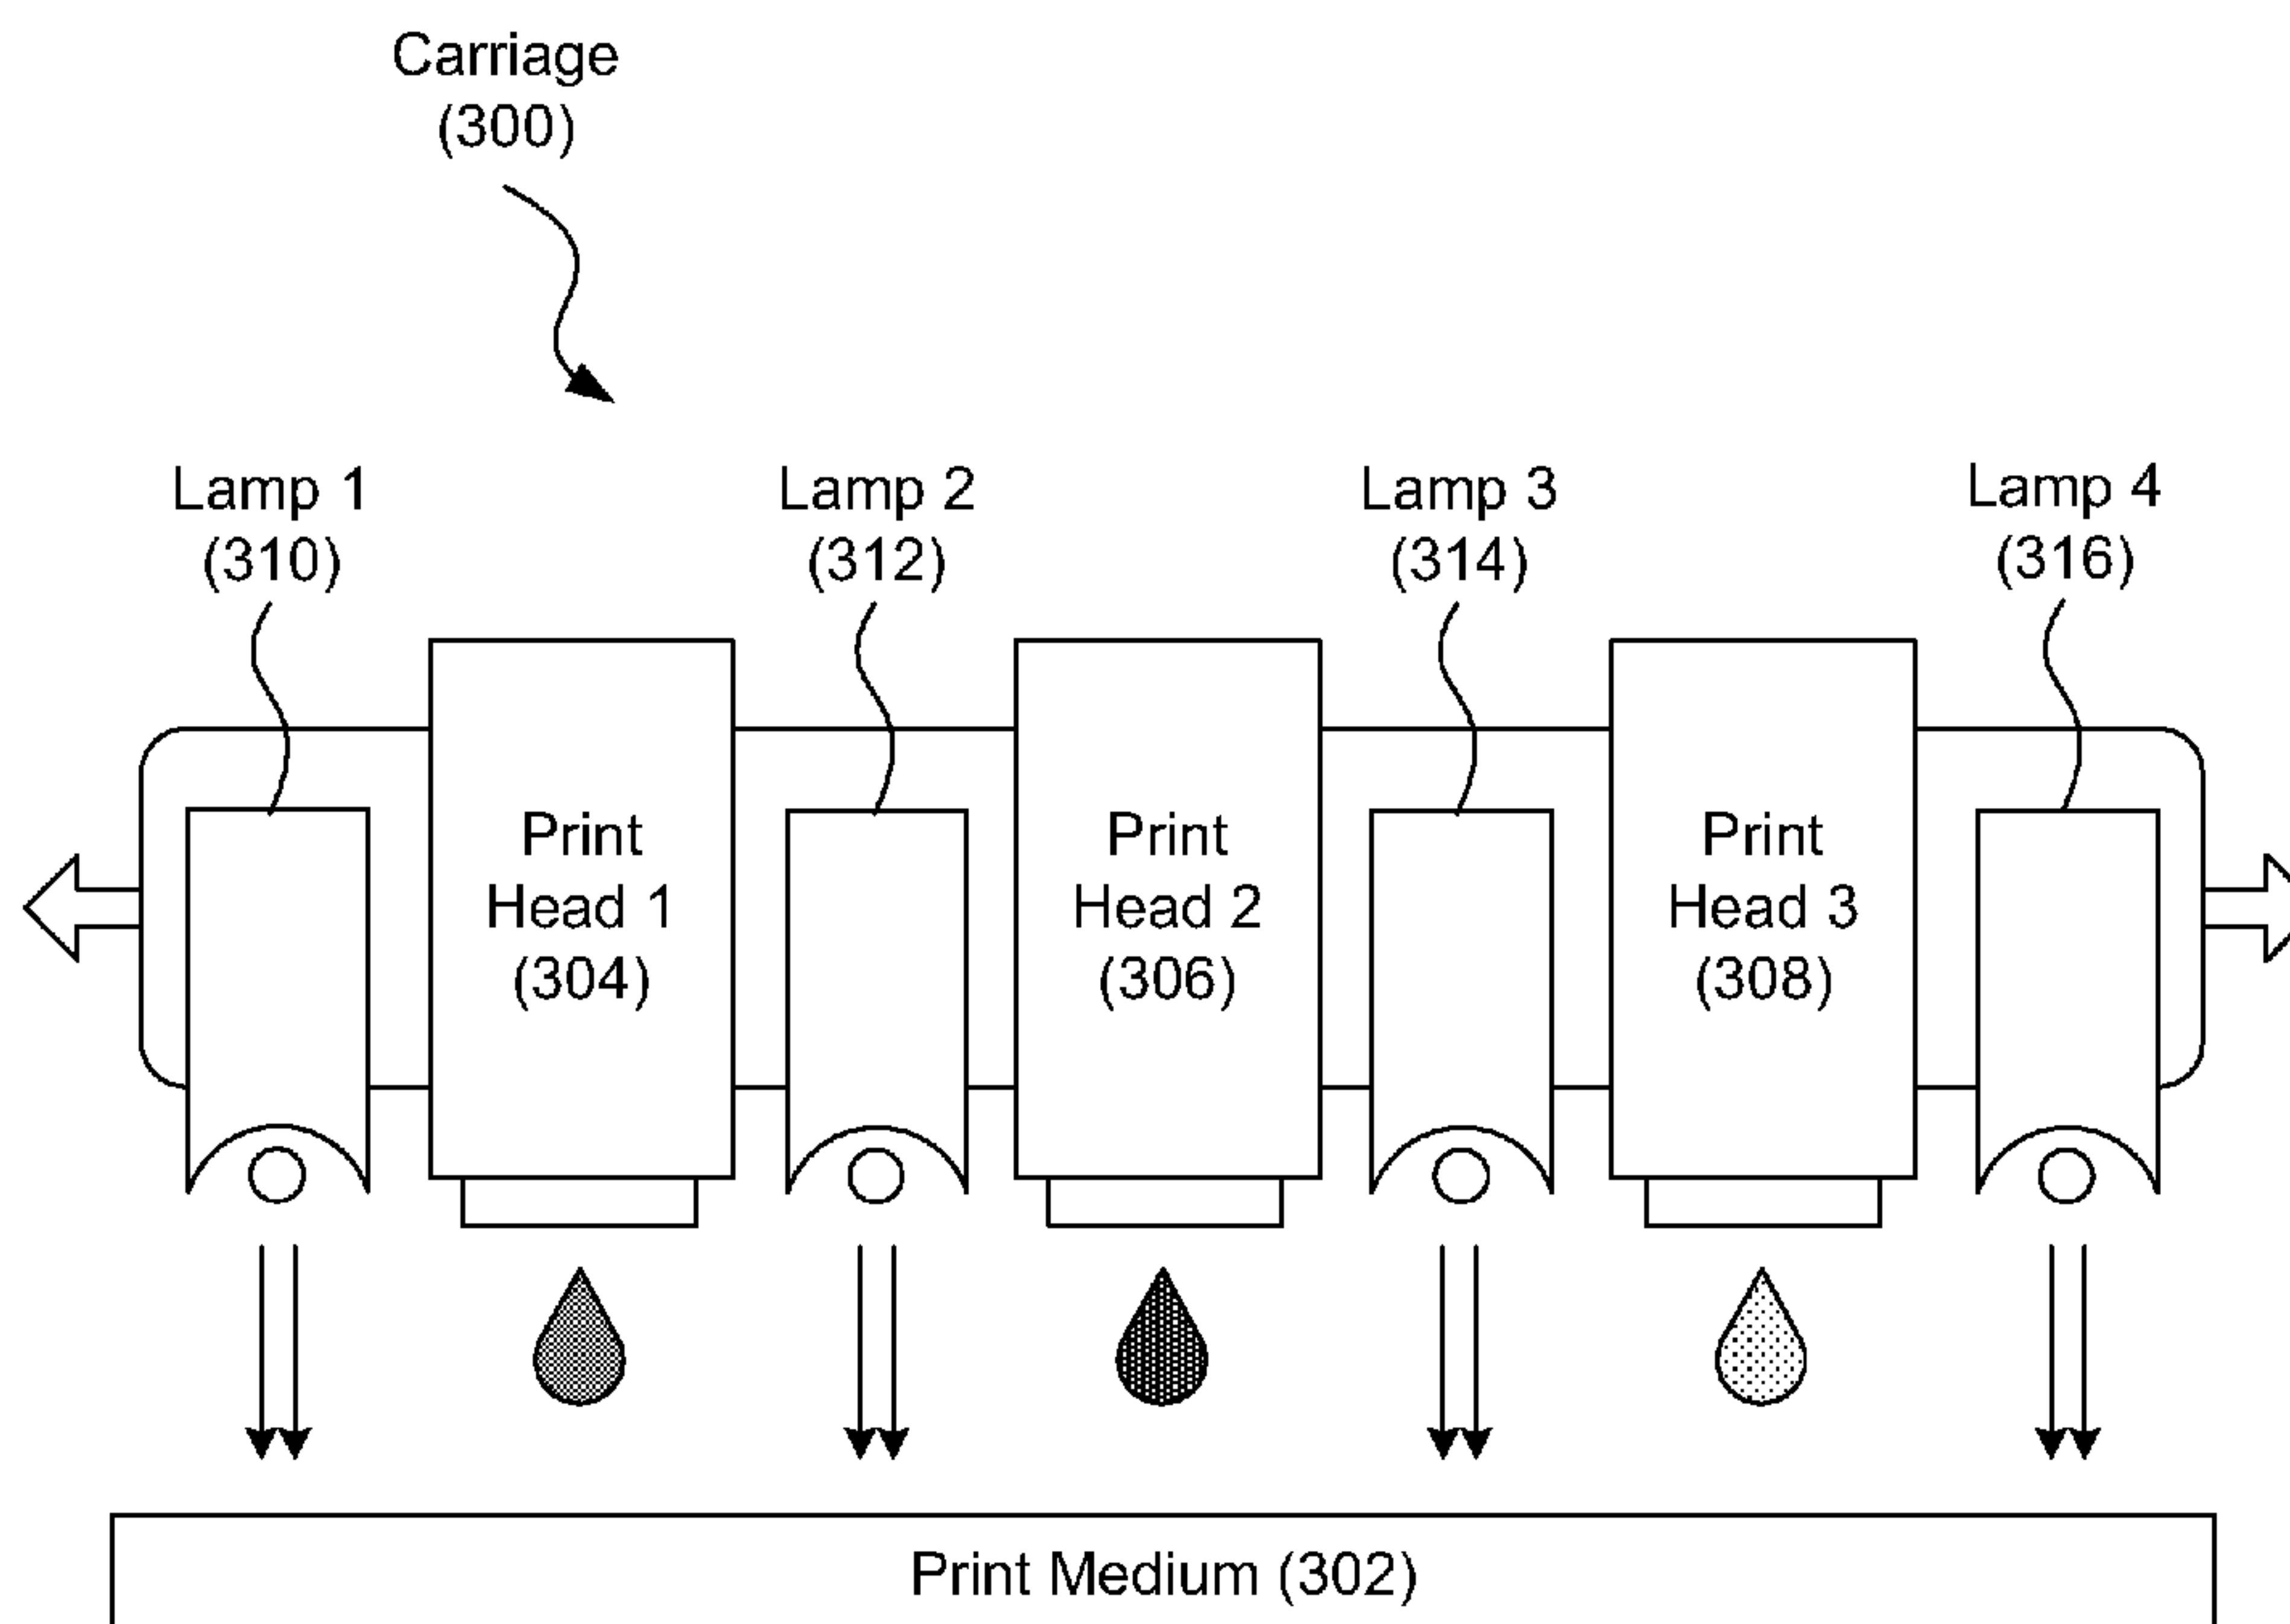 Carriage
(300)
Lamp 1
(310)
Lamp 2
(312)
Lamp 3
(314)
Lamp 4
(316)
Print
Head 1
(304)
Print
Head 2
(306)
Print
Head 3
(308)
Print Medium (302)